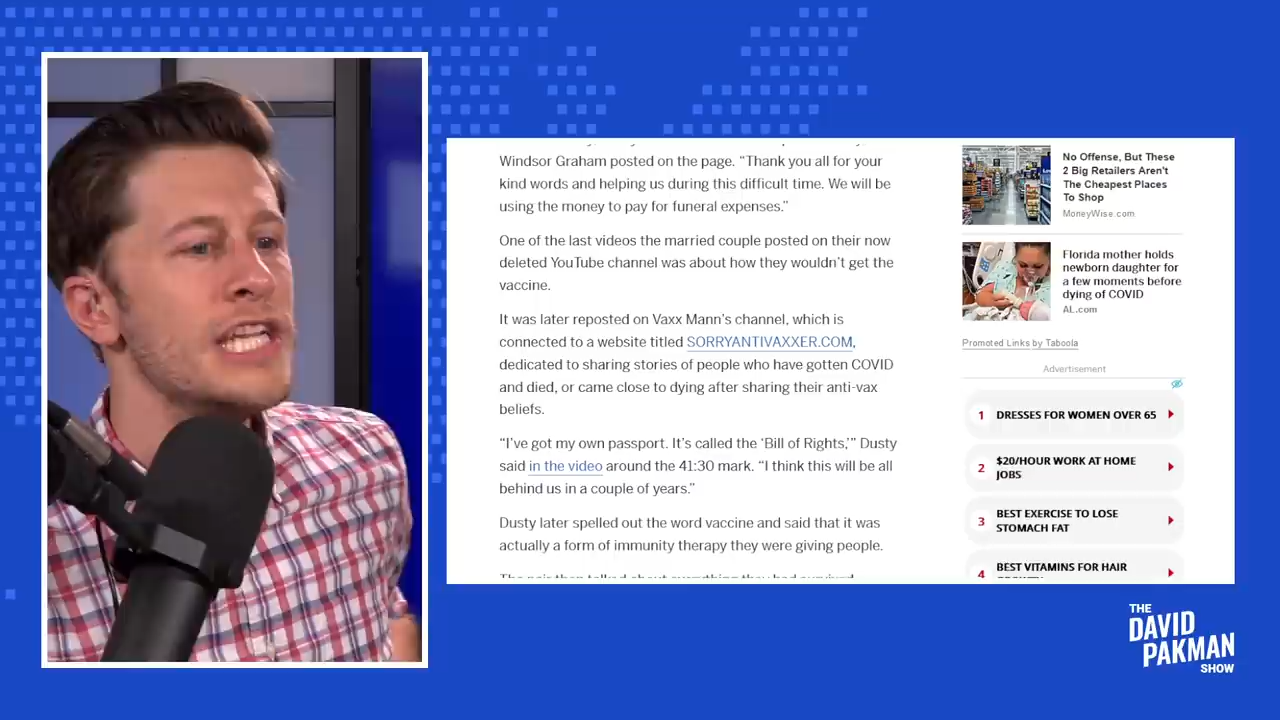 Windsor Graham posted on the page. “Thank you all for your
kind words and helping us during this difficult time. We will be
using the money to pay for funeral expenses.”
One of the last videos the married couple posted on their now
deleted YouTube channel was about how they wouldn’t get the
vaccine.
It was later reposted on Vaxx Mann’s channel, which is
connected to a website titled SORRYANTIVAXXER.COM,
dedicated to sharing stories of people who have gotten COVID
and died, or came close to dying after sharing their anti-vax
beliefs.
“I’ve got my own passport. It’s called the ‘Bill of Rights,’” Dusty
said in the video around the 41:30 mark. “I think this will be all
behind us in a couple of years.”
Dusty later spelled out the word vaccine and said that it was
actually a form of immunity therapy they were giving people.
The pair then talked about everything they had survived
No Offense, But These
2 Big Retailers Aren't
The Cheapest Places
To Shop
MoneyWise.com
Florida mother holds
newborn daughter for
a few moments before
dying of COVID
AL.com
Promoted Links by Taboola
Advertisement
1 DRESSES FOR WOMEN OVER 65
2 $20/HOUR WORK AT HOME
JOBS
3 BEST EXERCISE TO LOSE
STOMACH FAT
4 BEST VITAMINS FOR HAIR
THE
DAVID
PAKMAN
SHOW